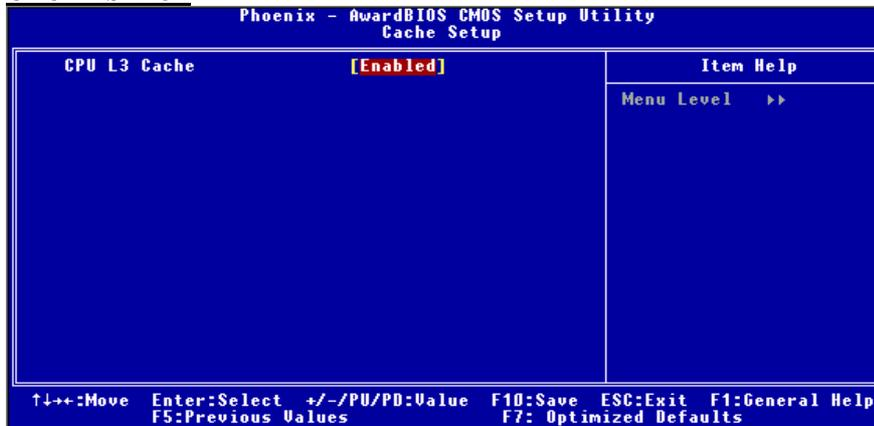 Phoenix - AwardBIOS CMOS Setup Utility
Cache Setup
CPU L3 Cache [Enabled]
Item Help
Menu Level ▸▸
↑↓→←:Move Enter:Select +/-/PU/PD:Value F10:Save ESC:Exit F1:General Help
F5:Previous Values F7: Optimized Defaults